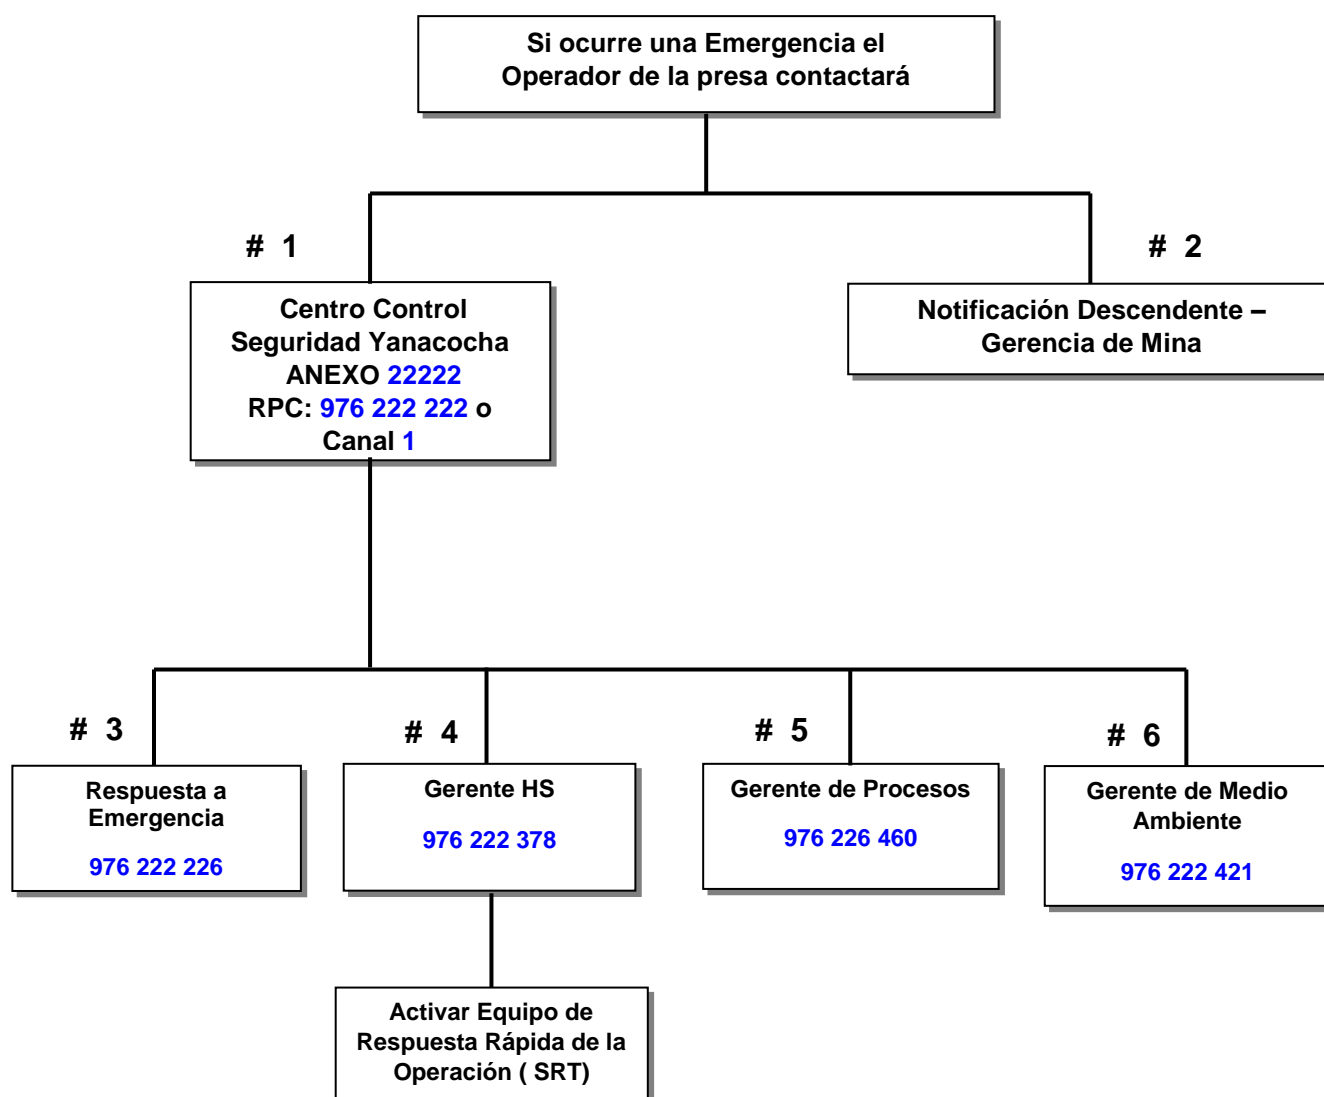 Si ocurre una Emergencia el
Operador de la presa contactará
# 1
# 2
Centro Control
Seguridad Yanacocha
ANEXO 22222
RPC: 976 222 222 o
Canal 1
Notificación Descendente –
Gerencia de Mina
# 3
# 4
# 5
# 6
Respuesta a
Emergencia
976 222 226
Gerente HS
976 222 378
Gerente de Procesos
976 226 460
Gerente de Medio
Ambiente
976 222 421
Activar Equipo de
Respuesta Rápida de la
Operación ( SRT)